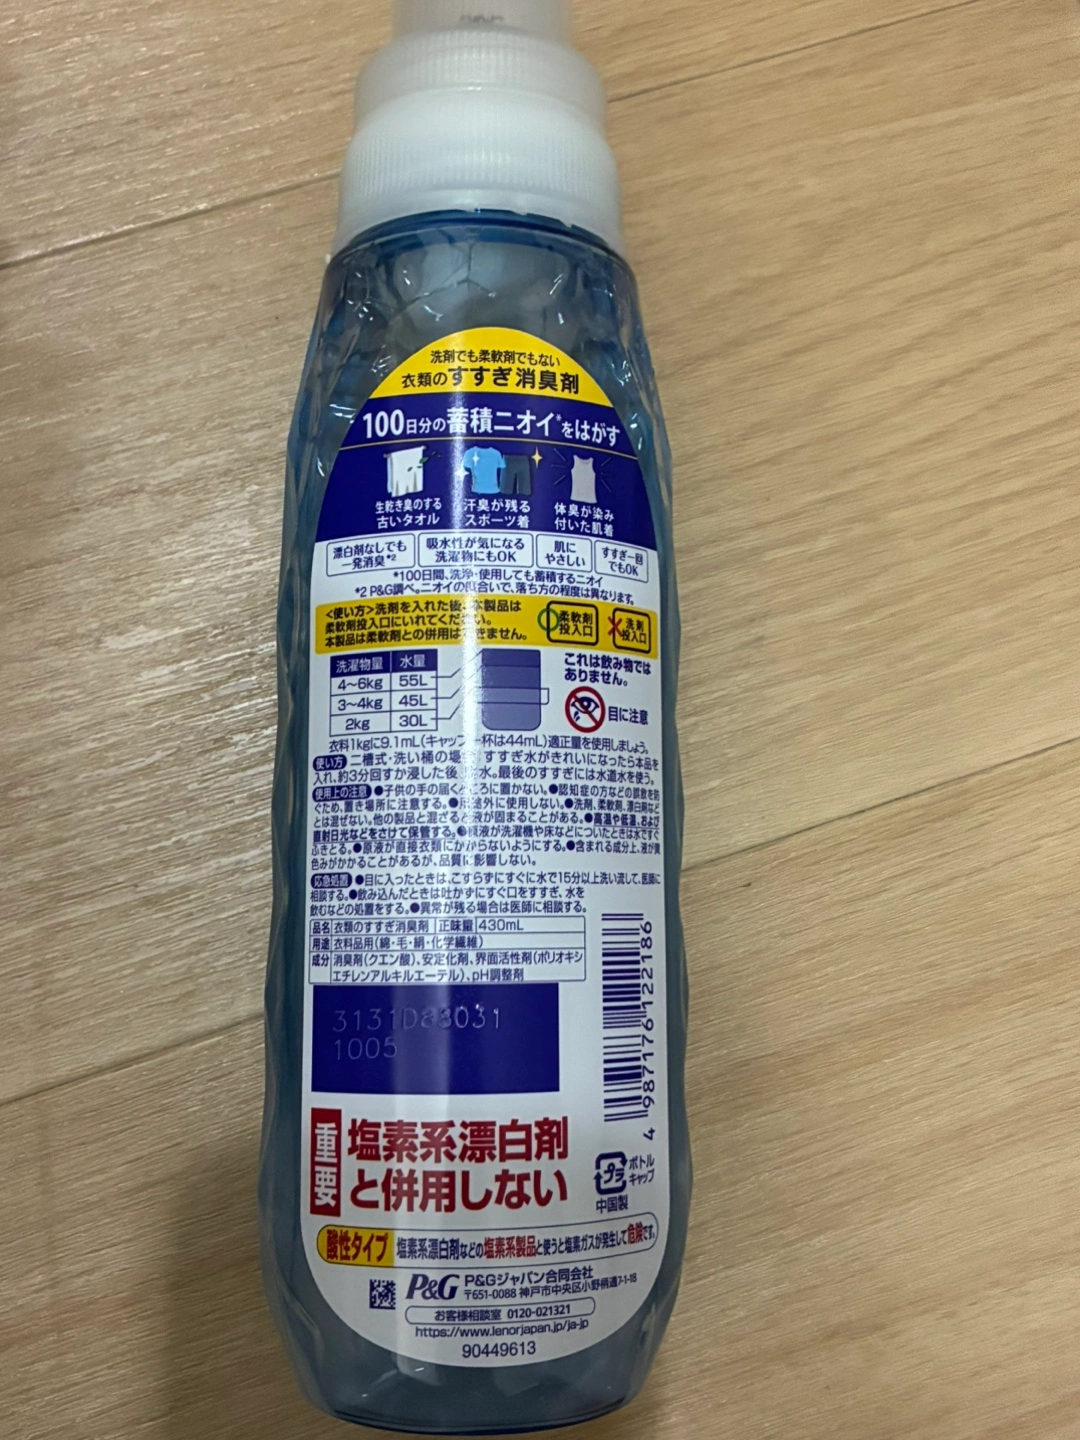 洗剤でも柔軟剤でもない
衣類のすすぎ消臭剤
100日分の蓄積ニオイ*をはがす
生乾き臭のする
古いタオル
汗臭が残る
スポーツ着
体臭が染み
付いた肌着
漂白剤なしでも
一発消臭*2
吸水性が気になる
洗濯物にもOK
肌に
やさしい
すすぎ一回
でもOK
*100日間、洗浄・使用しても蓄積するニオイ
*2 P&G調べ。ニオイの度合いで、落ち方の程度は異なります。
<使い方>洗剤を入れた後、本製品は
柔軟剤投入口にいれてください。
本製品は柔軟剤との併用はできません。
柔軟剤
投入口
洗剤
投入口
洗濯物量 水量
4〜6kg 55L
3〜4kg 45L
2kg 30L
これは飲み物では
ありません。
目に注意
衣料1kgに9.1mL(キャップ一杯は44mL)適正量を使用しましょう。
使い方 二槽式・洗い桶の場合:すすぎ水がきれいになったら本品を
入れ、約3分回すか浸した後脱水。最後のすすぎには水道水を使う。
使用上の注意 ●子供の手の届くところに置かない。●認知症の方などの誤飲を防
ぐため、置き場所に注意する。●用途外に使用しない。●洗剤、柔軟剤、漂白剤など
とは混ぜない。他の製品と混ざると液が固まることがある。●高温や低温、および
直射日光などをさけて保管する。●原液が洗濯機や床などについたときは水ですぐ
ふきとる。●原液が直接衣類にかからないようにする。●含まれる成分上、液が黄
色みがかることがあるが、品質に影響しない。
応急処置 ●目に入ったときは、こすらずにすぐに水で15分以上洗い流して、医師に
相談する。●飲み込んだときは吐かずにすぐ口をすすぎ、水を
飲むなどの処置をする。●異常が残る場合は医師に相談する。
品名 衣類のすすぎ消臭剤 正味量 430mL
用途 衣料品用(綿・毛・絹・化学繊維)
成分 消臭剤(クエン酸)、安定化剤、界面活性剤(ポリオキシ
エチレンアルキルエーテル)、pH調整剤
1005
4 987176 122186
重要
塩素系漂白剤
と併用しない
プラ
ボトル
キャップ
中国製
酸性タイプ 塩素系漂白剤などの塩素系製品と使うと塩素ガスが発生して危険です。
P&G P&Gジャパン合同会社
〒651-0088 神戸市中央区小野柄通7-1-18
お客様相談室 0120-021321
https://www.lenorjapan.jp/ja-jp
90449613